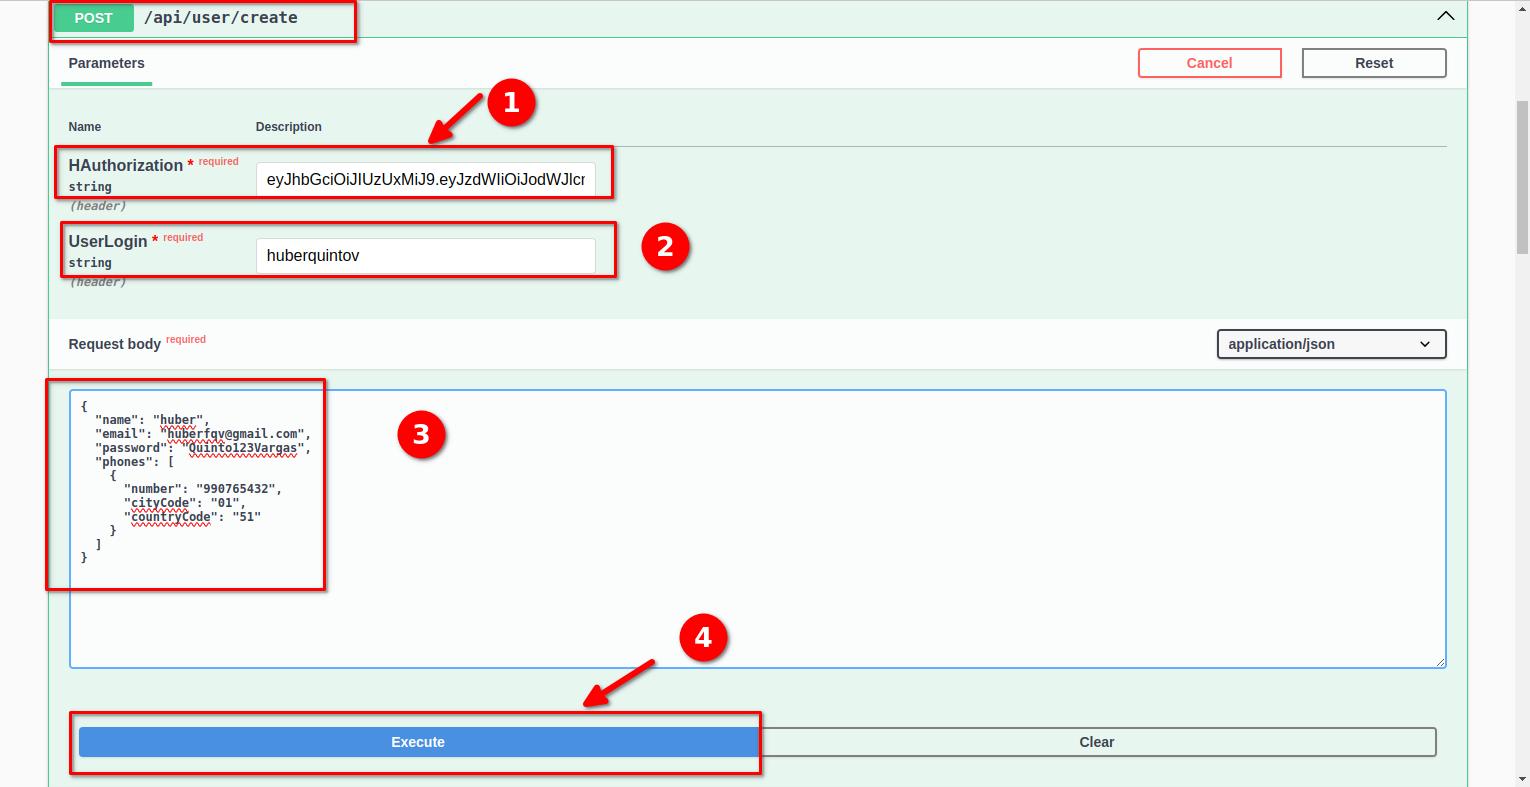 POST /api/user/create
Parameters
Cancel
Reset
1
Name Description
HAuthorization * required
eyJhbGciOiJIUzUxMiJ9.eyJzdWIiOiJodWJlcr
string
(header)
UserLogin * required
huberquintov
string
(header)
2
Request body required
application/json
{
"name": "huber",
"email": "huberfqv@gmail.com",
"password": "Quinto123Vargas",
"phones": [
{
"number": "990765432",
"cityCode": "01",
"countryCode": "51"
}
]
}
3
4
Execute
Clear